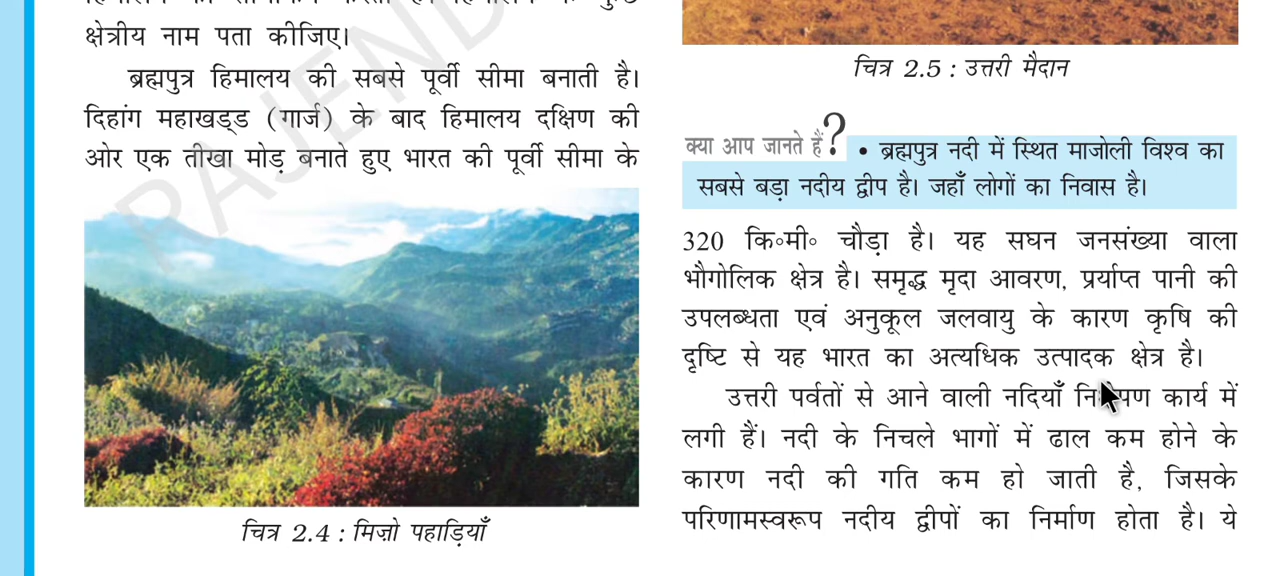 क्षेत्रीय नाम पता कीजिए।
ब्रह्मपुत्र हिमालय की सबसे पूर्वी सीमा बनाती है।
दिहांग महाखड्ड (गार्ज) के बाद हिमालय दक्षिण की
ओर एक तीखा मोड़ बनाते हुए भारत की पूर्वी सीमा के
चित्र 2.4 : मिज़ो पहाड़ियाँ
चित्र 2.5 : उत्तरी मैदान
क्या आप जानते हैं? • ब्रह्मपुत्र नदी में स्थित माजोली विश्व का
सबसे बड़ा नदीय द्वीप है। जहाँ लोगों का निवास है।
320 कि॰मी॰ चौड़ा है। यह सघन जनसंख्या वाला
भौगोलिक क्षेत्र है। समृद्ध मृदा आवरण, प्रर्याप्त पानी की
उपलब्धता एवं अनुकूल जलवायु के कारण कृषि की
दृष्टि से यह भारत का अत्यधिक उत्पादक क्षेत्र है।
उत्तरी पर्वतों से आने वाली नदियाँ कार्य में
लगी हैं। नदी के निचले भागों में ढाल कम होने के
कारण नदी की गति कम हो जाती है, जिसके
परिणामस्वरूप नदीय द्वीपों का निर्माण होता है। ये
RAJEND